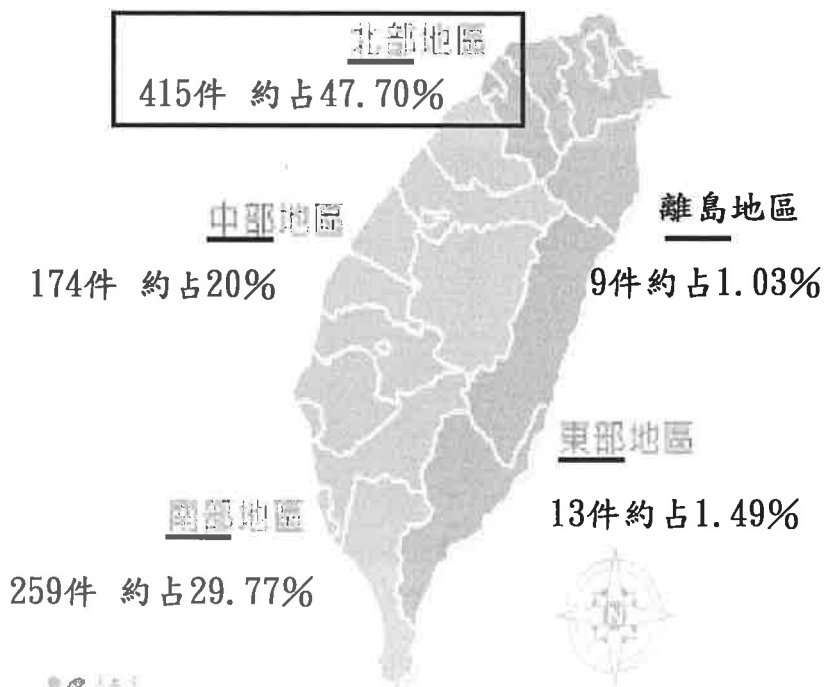 北部地區
415件 約占47.70%
中部地區
174件 約占20%
離島地區
9件約占1.03%
東部地區
13件約占1.49%
南部地區
259件 約占29.77%